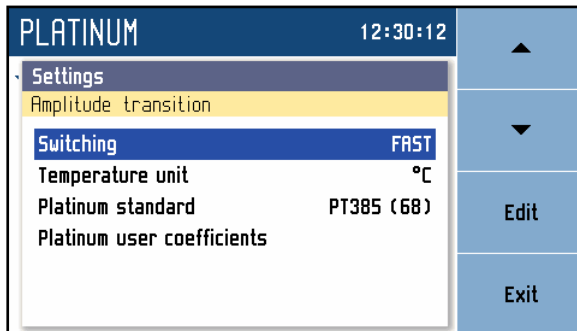 PLATINUM 12:30:12
Settings
Amplitude transition
Switching FAST
Temperature unit °C
Platinum standard PT385 (68)
Platinum user coefficients
Edit
Exit